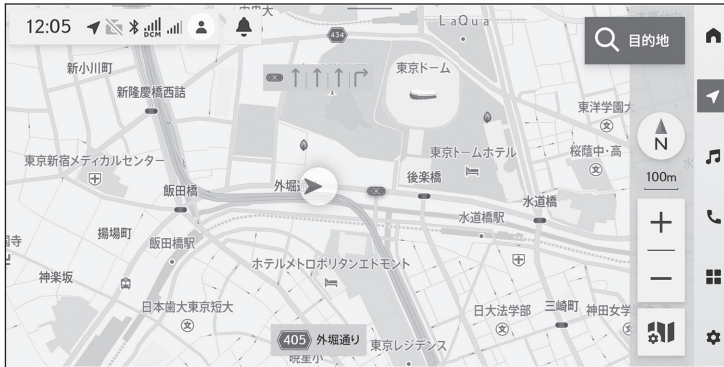 12:05
DCM
LaQua
434
目的地
新小川町
東京ドーム
新隆慶橋西詰
東洋学園
N
東京新宿メディカルセンター
東京ドームホテル
桜蔭中・高
100m
飯田橋
外堀通
後楽橋
水道橋
水道橋駅
揚場町
飯田橋駅
神楽坂
ホテルメトロポリタンエドモント
日本歯大東京短大
日大法学部
三崎町
神田女学
405 外堀通り
暁星小
東京レジデンス